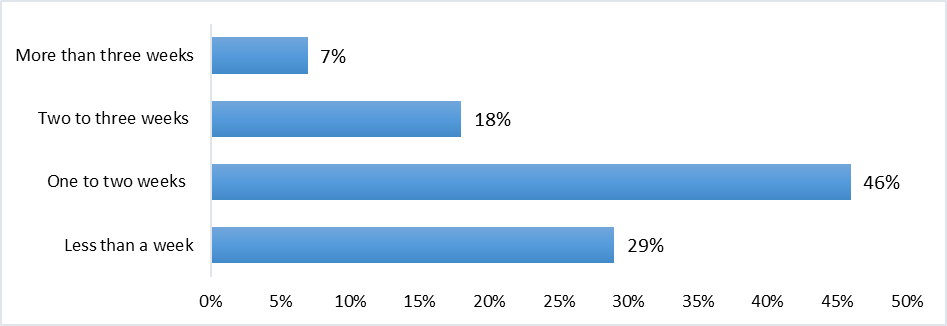 More than three weeks 7%
Two to three weeks 18%
One to two weeks 46%
Less than a week 29%
0% 5% 10% 15% 20% 25% 30% 35% 40% 45% 50%